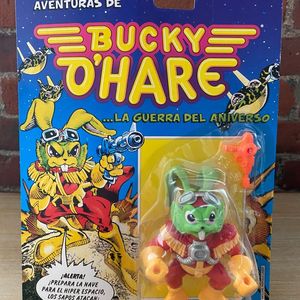 AVENTURAS DE
BUCKY
O'HARE
...LA GUERRA DEL ANIVERSO
¡ALERTA!
¡PREPARA LA NAVE
PARA EL HIPER ESPACIO,
LOS SAPOS ATACAN!